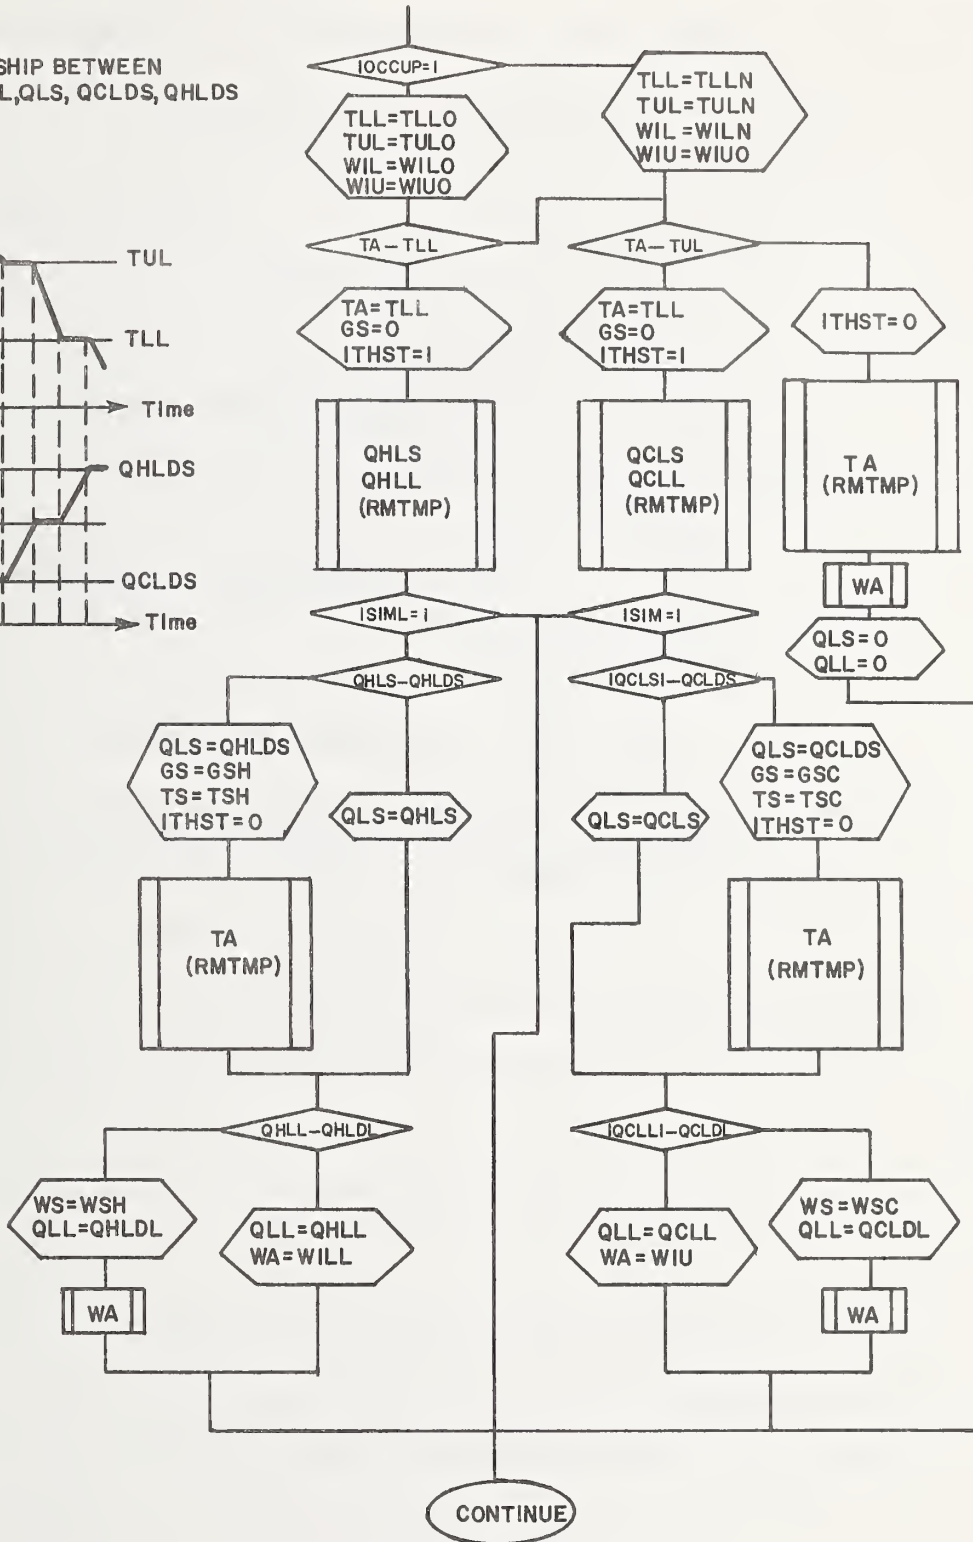 SHIP BETWEEN
L,QLS, QCLDS, QHLDS
TUL
TLL
Time
QHLDS
QCLDS
Time
IOCCUP=1
TLL=TLLO
TUL=TULO
WIL=WILO
WIU=WIUO
TLL=TLLN
TUL=TULN
WIL=WILN
WIU=WIUO
TA-TLL
TA-TUL
TA=TLL
GS=0
ITHST=1
TA=TLL
GS=0
ITHST=1
ITHST=0
QHLS
QHLL
(RMTMP)
QCLS
QCLL
(RMTMP)
TA
(RMTMP)
WA
QLS=0
QLL=0
ISIML=1
ISIM=1
QHLS-QHLDS
IQCLSI-QCLDS
QLS=QHLDS
GS=GSH
TS=TSH
ITHST=0
QLS=QHLS
QLS=QCLS
QLS=QCLDS
GS=GSC
TS=TSC
ITHST=0
TA
(RMTMP)
TA
(RMTMP)
QHLL-QHLDL
IQCLLI-QCLDL
WS=WSH
QLL=QHLDL
QLL=QHLL
WA=WILL
QLL=QCLL
WA=WIU
WS=WSC
QLL=QCLDL
WA
WA
CONTINUE